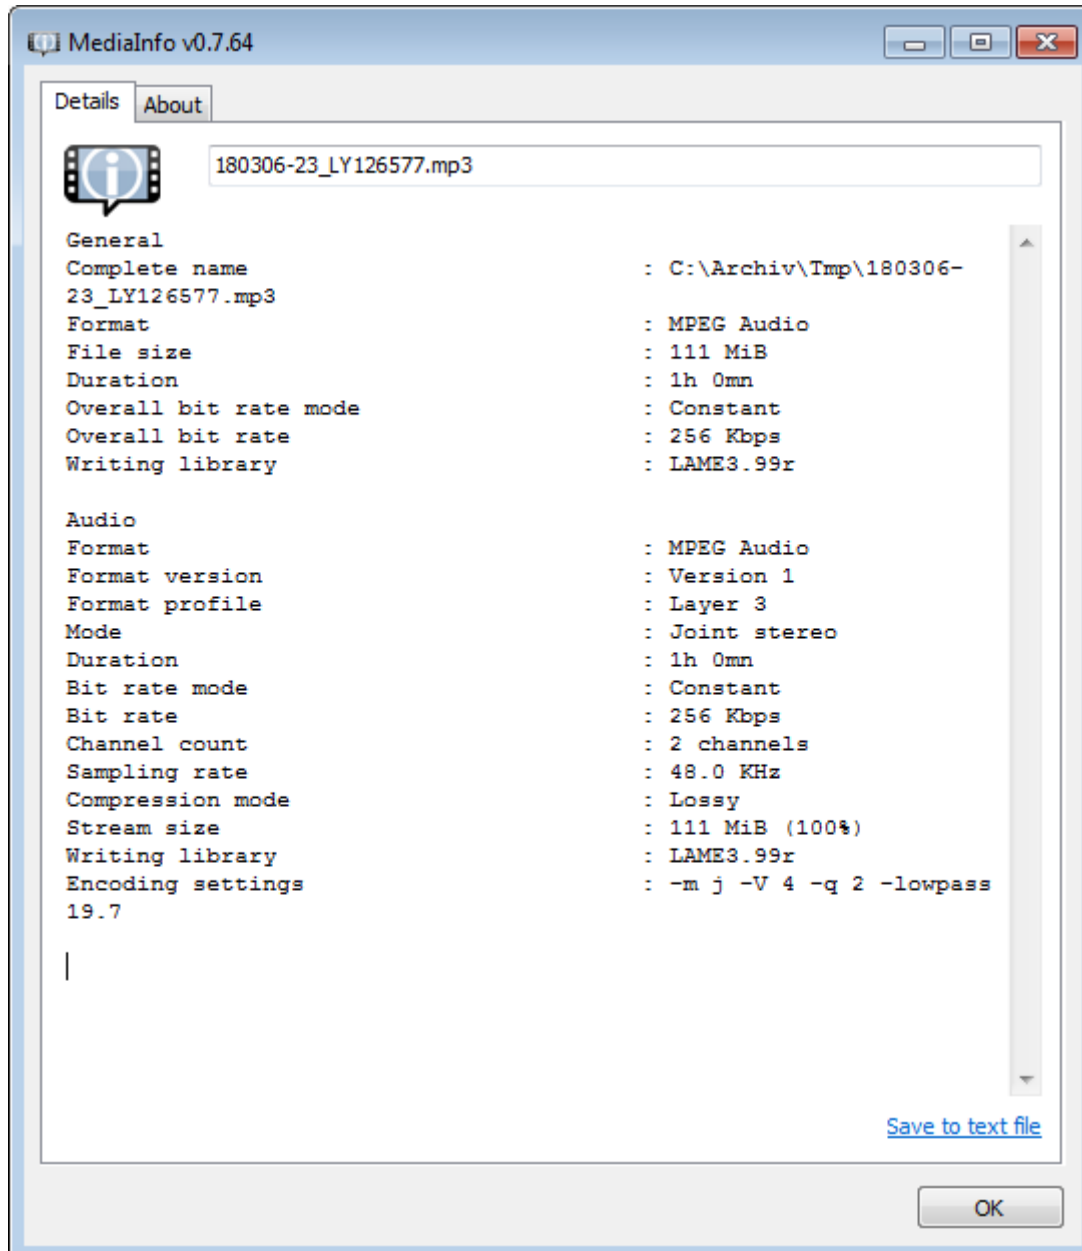 MediaInfo v0.7.64
Details About
180306-23_LY126577.mp3
General
Complete name : C:\Archiv\Tmp\180306-
23_LY126577.mp3
Format : MPEG Audio
File size : 111 MiB
Duration : 1h 0mn
Overall bit rate mode : Constant
Overall bit rate : 256 Kbps
Writing library : LAME3.99r
Audio
Format : MPEG Audio
Format version : Version 1
Format profile : Layer 3
Mode : Joint stereo
Duration : 1h 0mn
Bit rate mode : Constant
Bit rate : 256 Kbps
Channel count : 2 channels
Sampling rate : 48.0 KHz
Compression mode : Lossy
Stream size : 111 MiB (100%)
Writing library : LAME3.99r
Encoding settings : -m j -V 4 -q 2 -lowpass
19.7
Save to text file
OK